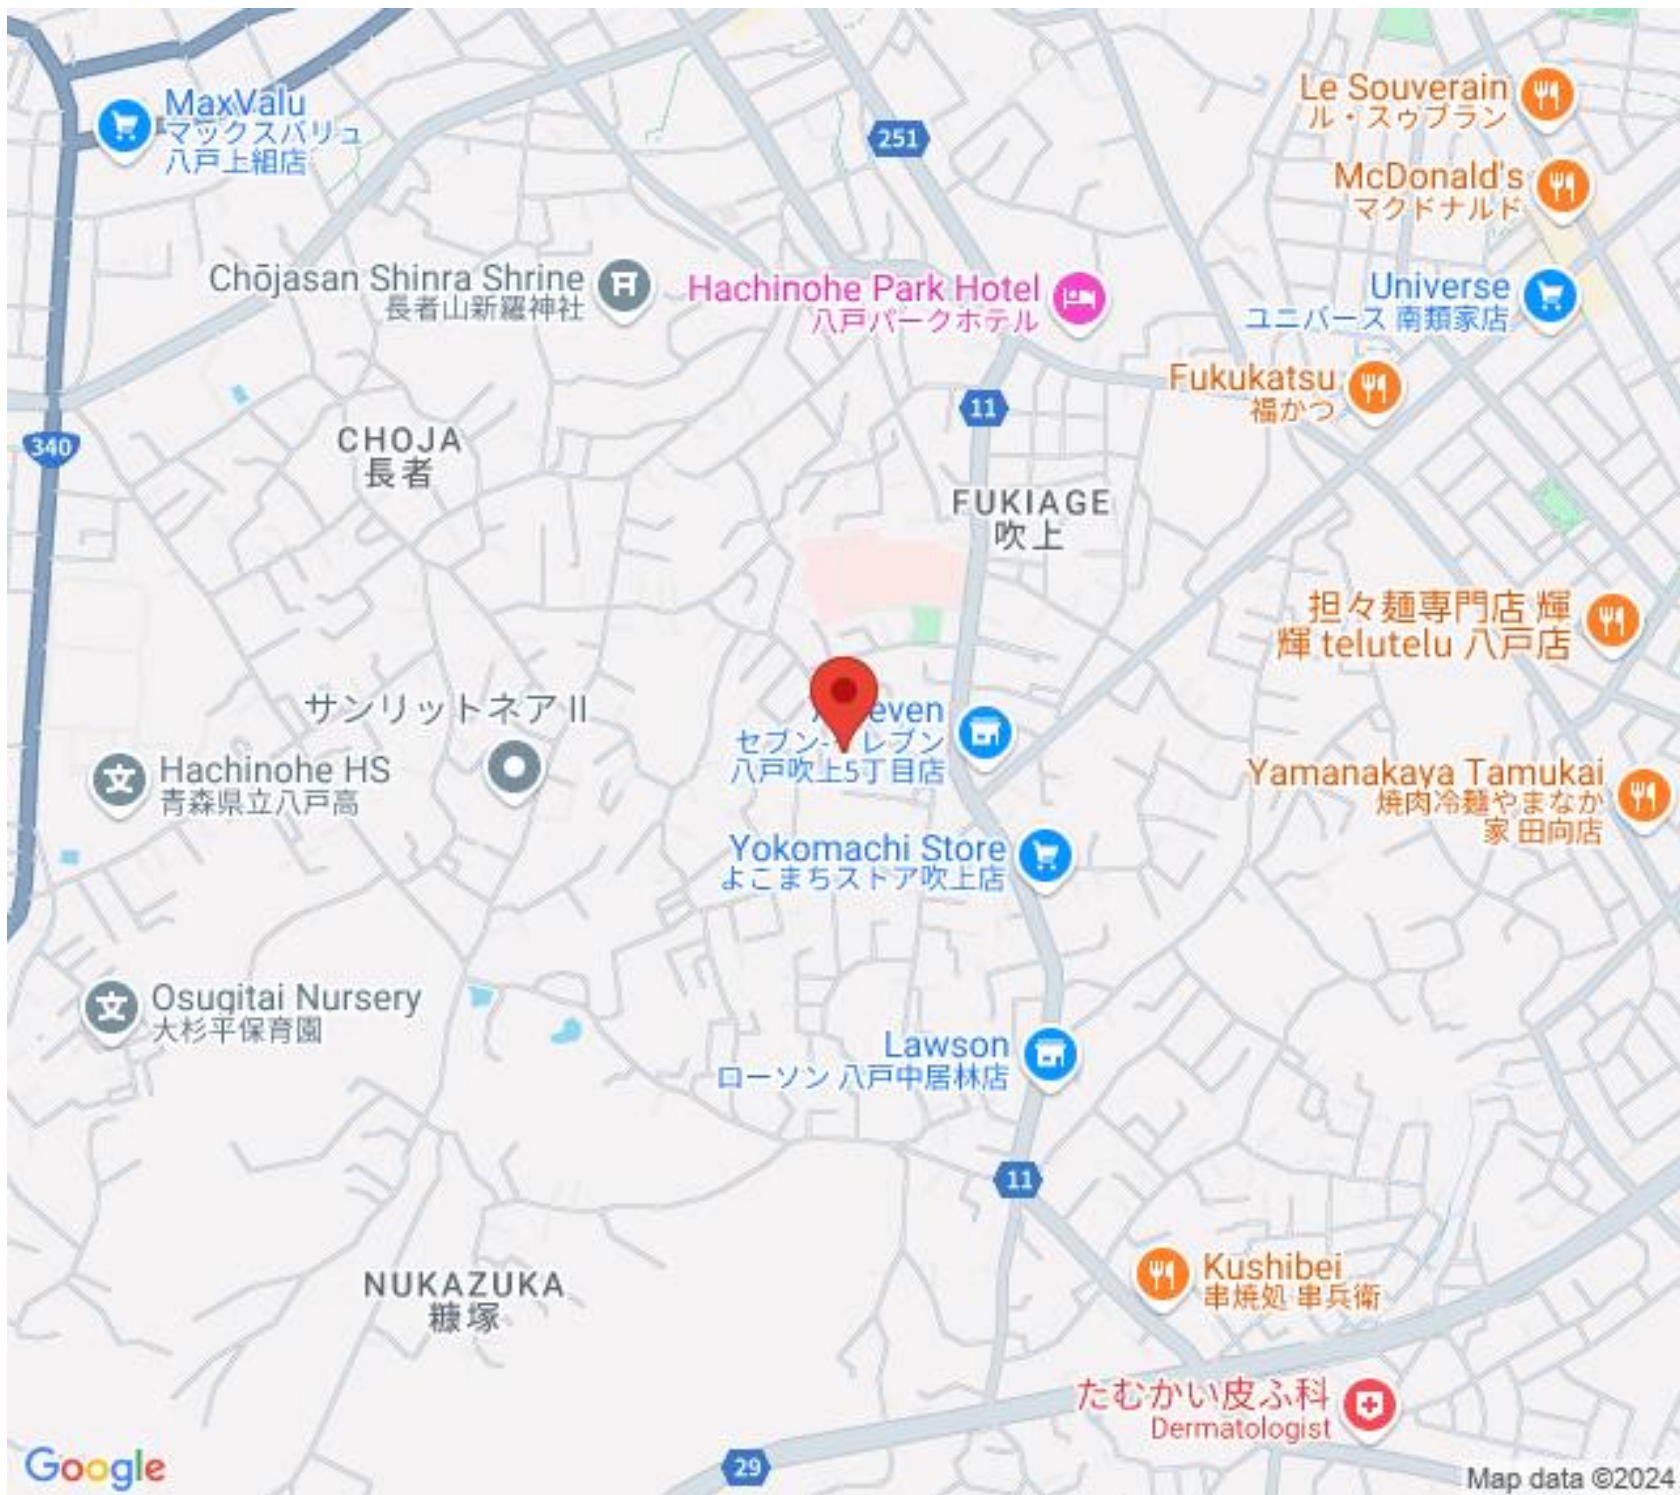 MaxValu
マックスバリュ
八戸上組店
251
Le Souverain
ル・スゥブラン
McDonald's
マクドナルド
Chōjasan Shinra Shrine
長者山新羅神社
Hachinohe Park Hotel
八戸パークホテル
Universe
ユニバース 南類家店
Fukukatsu
福かつ
11
340
CHOJA
長者
FUKIAGE
吹上
担々麺専門店 輝
輝 telutelu 八戸店
サンリットネア II
even
セブン-イレブン
八戸吹上5丁目店
Hachinohe HS
青森県立八戸高
Yamanakaya Tamukai
焼肉冷麺やまなか
家 田向店
Yokomachi Store
よこまちストア吹上店
Osugitai Nursery
大杉平保育園
Lawson
ローソン 八戸中居林店
11
Kushibei
串焼処 串兵衛
NUKAZUKA
糠塚
たむかい皮ふ科
Dermatologist
29
Google
Map data ©2024